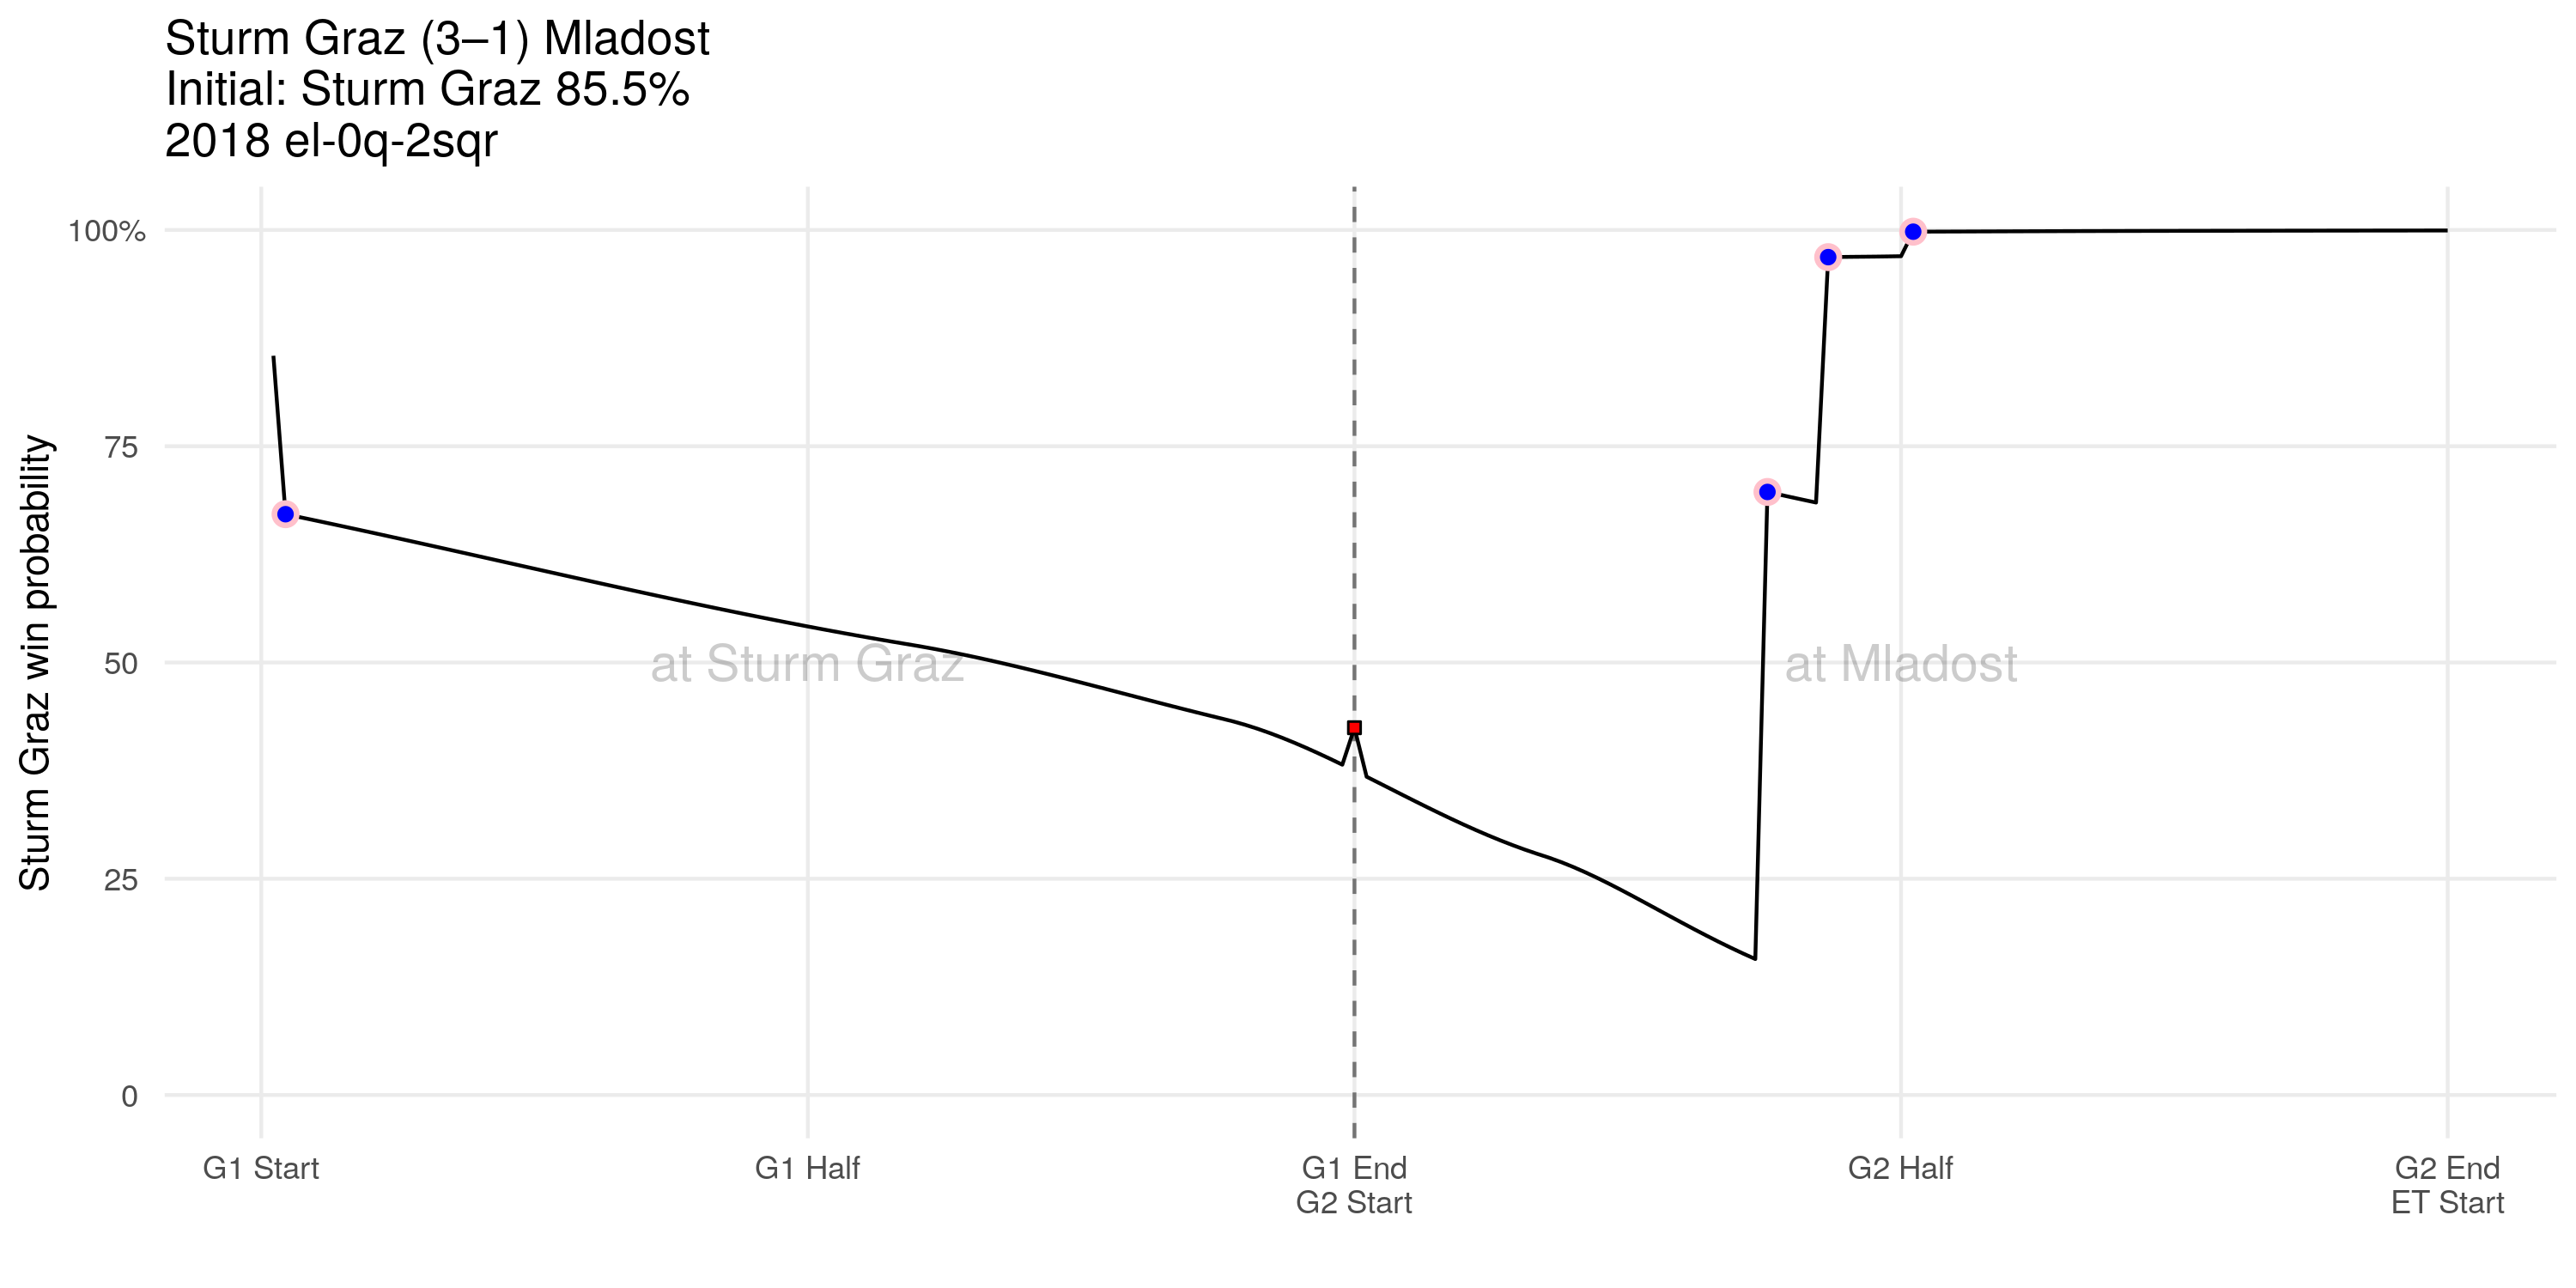 Sturm Graz (3–1) Mladost
Initial: Sturm Graz 85.5%
2018 el-0q-2sqr
Sturm Graz win probability
100%
75
50
25
0
at Sturm Graz
at Mladost
G1 Start
G1 Half
G1 End
G2 Start
G2 Half
G2 End
ET Start